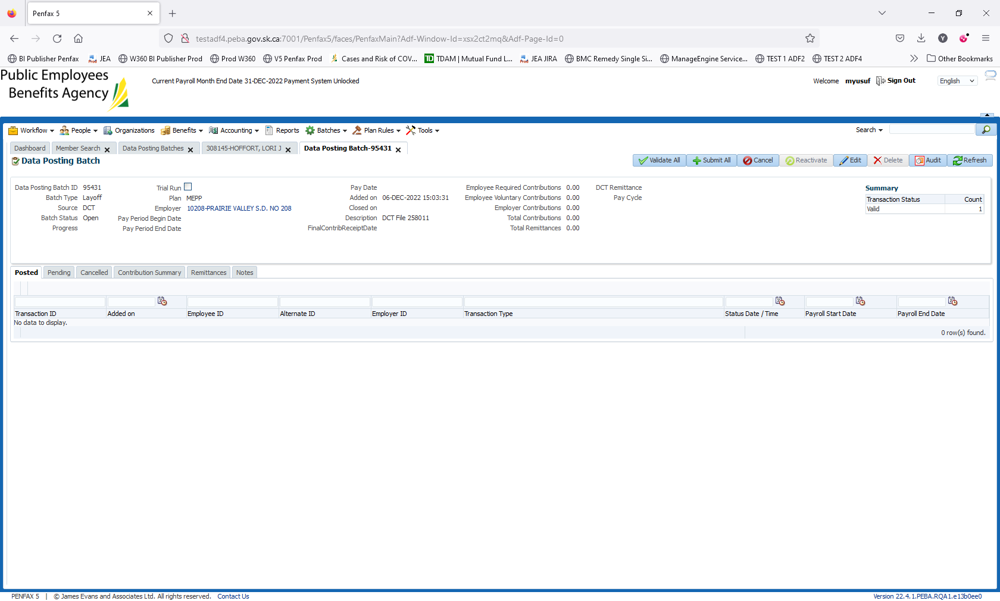 Penfax 5
testadf4.peba.gov.sk.ca:7001/Penfax5/faces/PenfaxMain?Adf-Window-Id=xsx2ct2mq&Adf-Page-Id=0
BI Publisher Penfax JEA W360 BI Publisher Prod Prod W360 V5 Penfax Prod Cases and Risk of COV... TD TDAM | Mutual Fund L... JEA JIRA BMC Remedy Single Si... ManageEngine Service... TEST 1 ADF2 TEST 2 ADF4 Other Bookmarks
Public Employees
Benefits Agency
Current Payroll Month End Date 31-DEC-2022 Payment System Unlocked
Welcome myusuf Sign Out English
Workflow People Organizations Benefits Accounting Reports Batches Plan Rules Tools Search
Dashboard Member Search Data Posting Batches 308145-HOFFORT, LORI J Data Posting Batch-95431
Data Posting Batch
Validate All Submit All Cancel Reactivate Edit Delete Audit Refresh
Data Posting Batch ID 95431
Batch Type Layoff
Source DCT
Batch Status Open
Progress
Trial Run
Plan MEPP
Employer 10208-PRAIRIE VALLEY S.D. NO 208
Pay Period Begin Date
Pay Period End Date
Pay Date
Added on 06-DEC-2022 15:03:31
Closed on
Description DCT File 258011
FinalContribReceiptDate
Employee Required Contributions 0.00
Employee Voluntary Contributions 0.00
Employer Contributions 0.00
Total Contributions 0.00
Total Remittances 0.00
DCT Remittance
Pay Cycle
Summary
Transaction Status Count
Valid 1
Posted Pending Cancelled Contribution Summary Remittances Notes
Transaction ID Added on Employee ID Alternate ID Employer ID Transaction Type Status Date / Time Payroll Start Date Payroll End Date
No data to display.
0 row(s) found.
PENFAX 5 | © James Evans and Associates Ltd. All rights reserved. Contact Us
Version 22.4.1.PEBA.RQA1.e13b0ee0